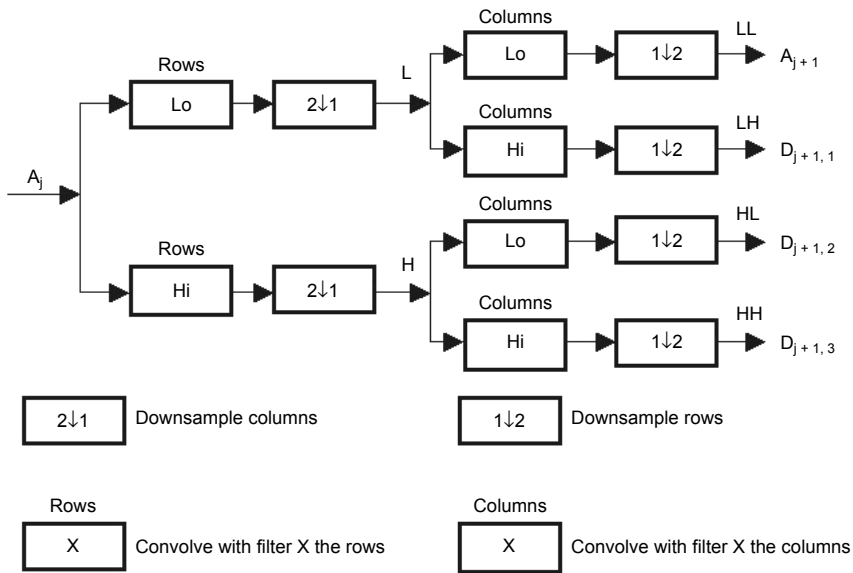 Columns
LL
Rows
Lo
1↓2
A j + 1
Lo
2↓1
L
Columns
LH
Hi
1↓2
D j + 1, 1
A j
Columns
HL
Rows
Lo
1↓2
D j + 1, 2
Hi
2↓1
H
Columns
HH
Hi
1↓2
D j + 1, 3
2↓1 Downsample columns
1↓2 Downsample rows
Rows
X Convolve with filter X the rows
Columns
X Convolve with filter X the columns